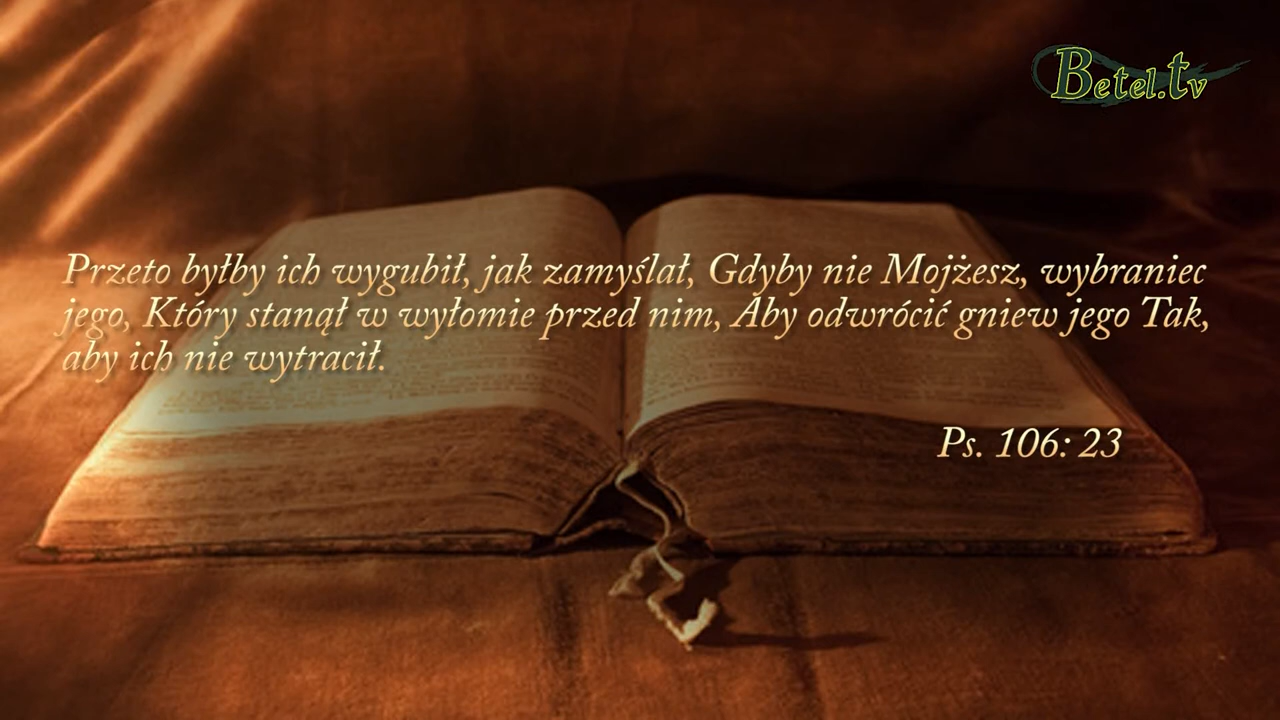 Betel.tv
Przeto byłby ich wygubił, jak zamyślał, Gdyby nie Mojżesz, wybraniec
jego, Który stanął w wyłomie przed nim, Aby odwrócić gniew jego Tak,
aby ich nie wytracił.
Ps. 106: 23